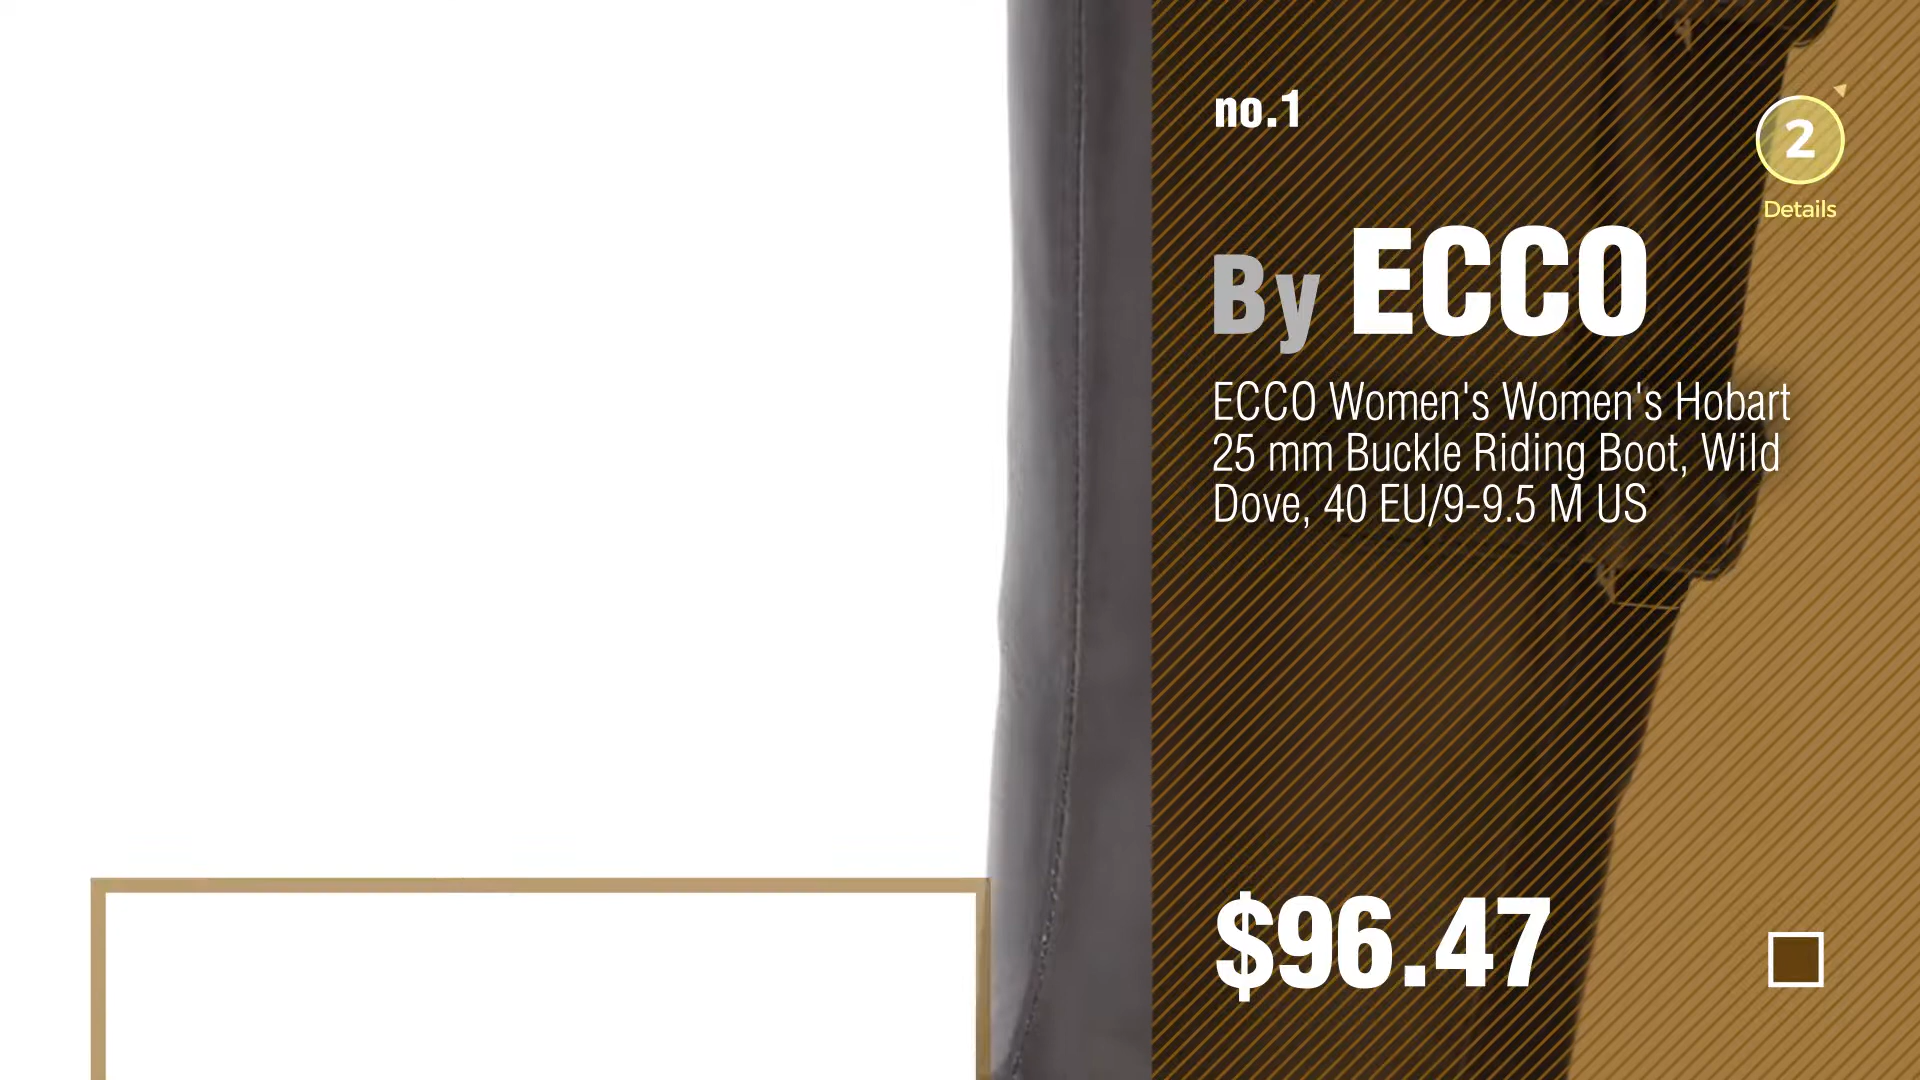 no.1
2
Details
By ECCO
ECCO Women's Women's Hobart
25 mm Buckle Riding Boot, Wild
Dove, 40 EU/9-9.5 M US
$96.47